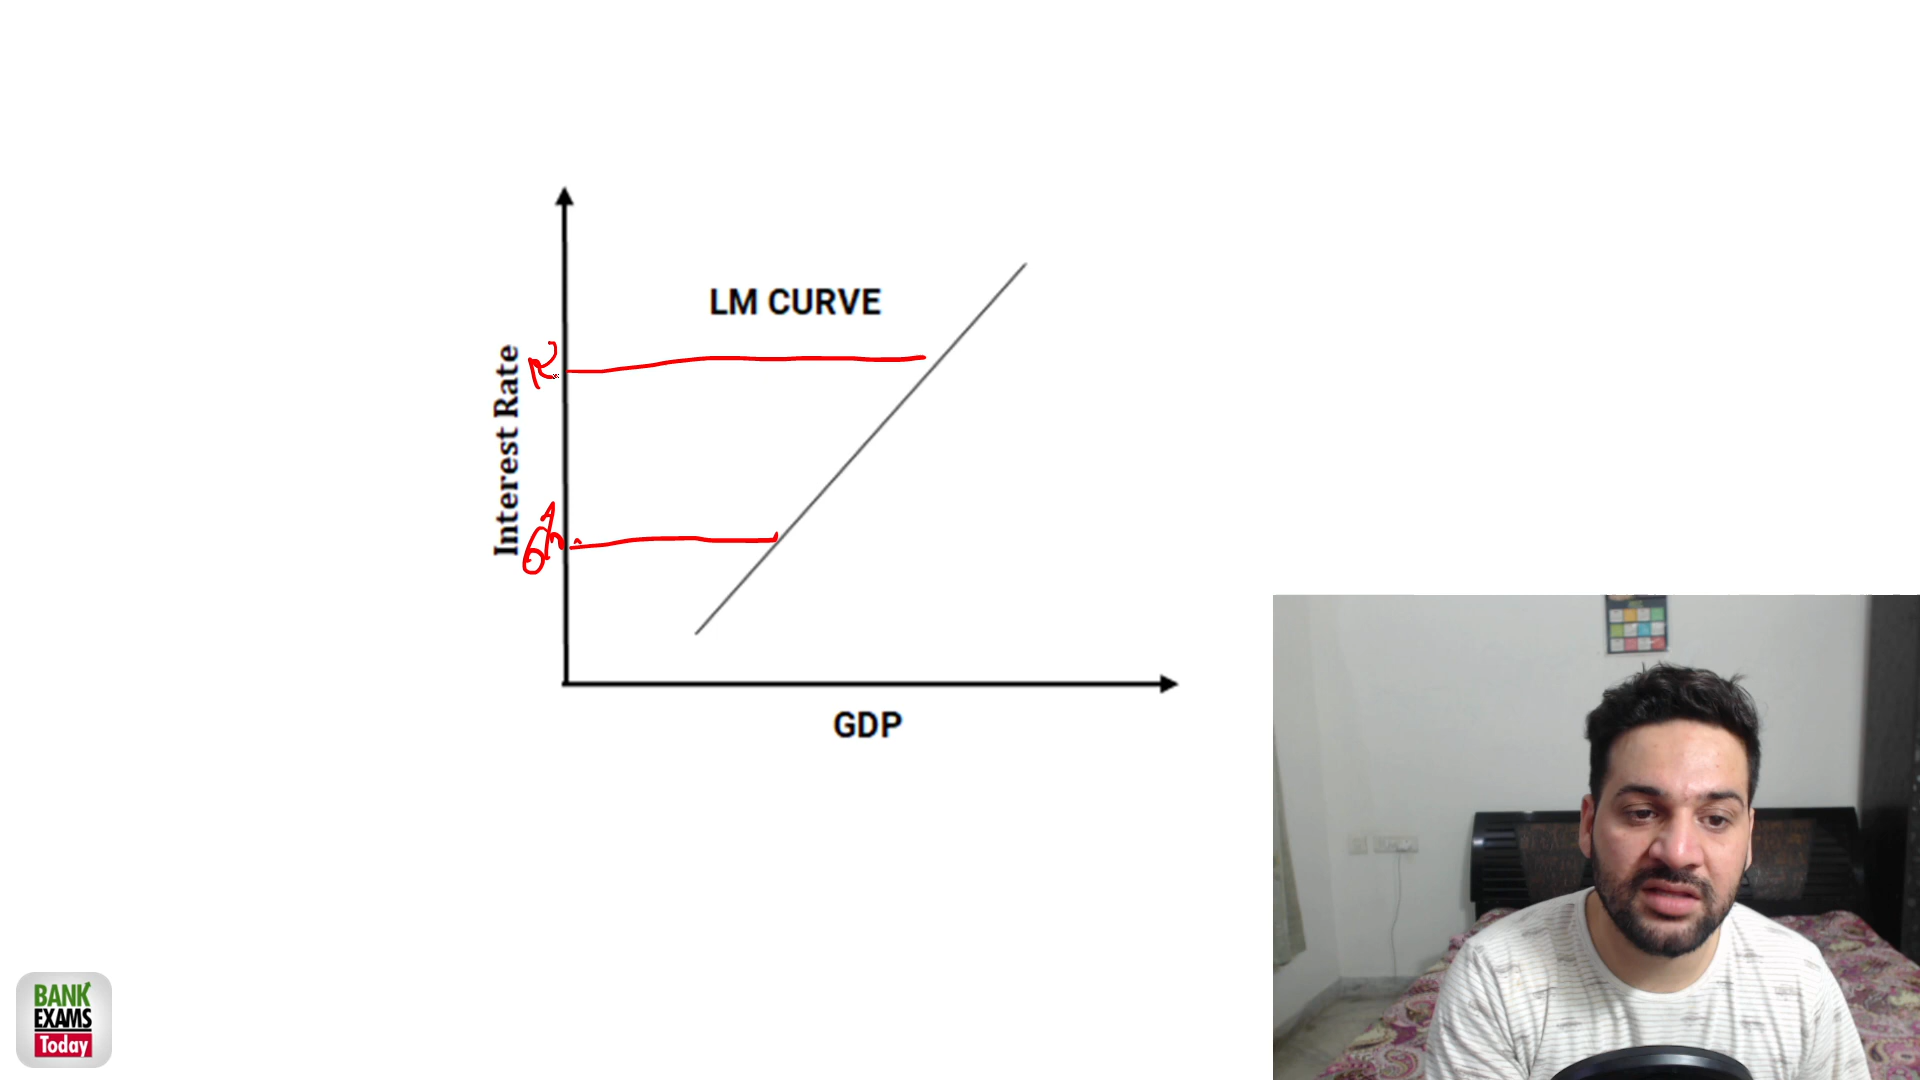 LM CURVE
Interest Rate
GDP
BANK
EXAMS
Today